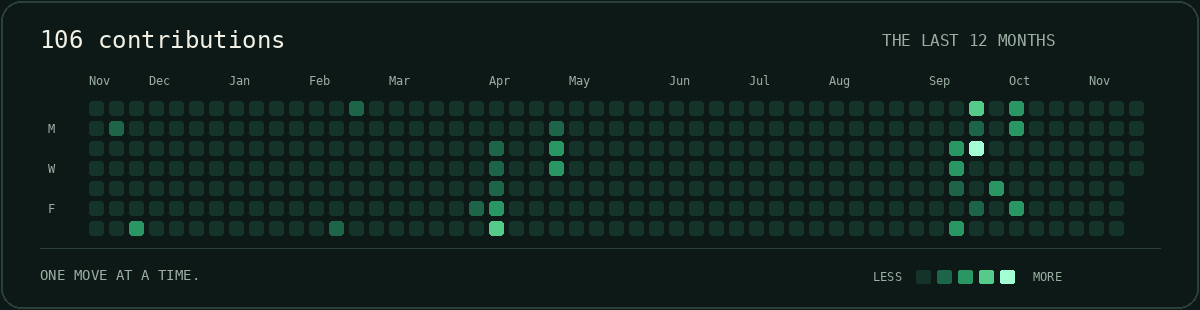 106 contributions
THE LAST 12 MONTHS
Nov Dec Jan Feb Mar Apr May Jun Jul Aug Sep Oct Nov
M
W
F
ONE MOVE AT A TIME.
LESS MORE